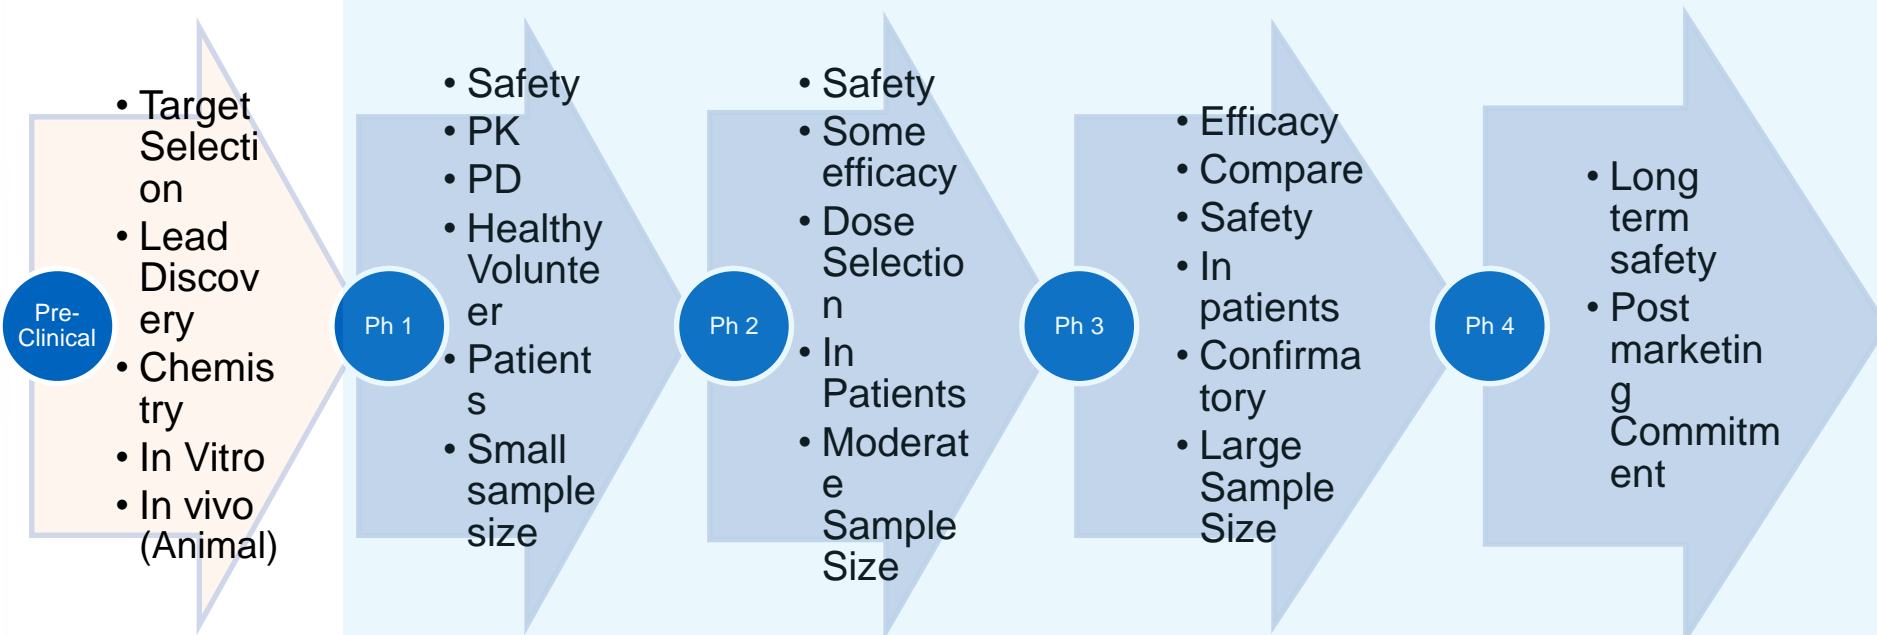 Pre-
Clinical
• Target
Selecti
on
• Lead
Discov
ery
• Chemis
try
• In Vitro
• In vivo
(Animal)
Ph 1
• Safety
• PK
• PD
• Healthy
Volunte
er
• Patient
s
• Small
sample
size
Ph 2
• Safety
• Some
efficacy
• Dose
Selectio
n
• In
Patients
• Moderat
e
Sample
Size
Ph 3
• Efficacy
• Compare
• Safety
• In
patients
• Confirma
tory
• Large
Sample
Size
Ph 4
• Long
term
safety
• Post
marketin
g
Commitm
ent